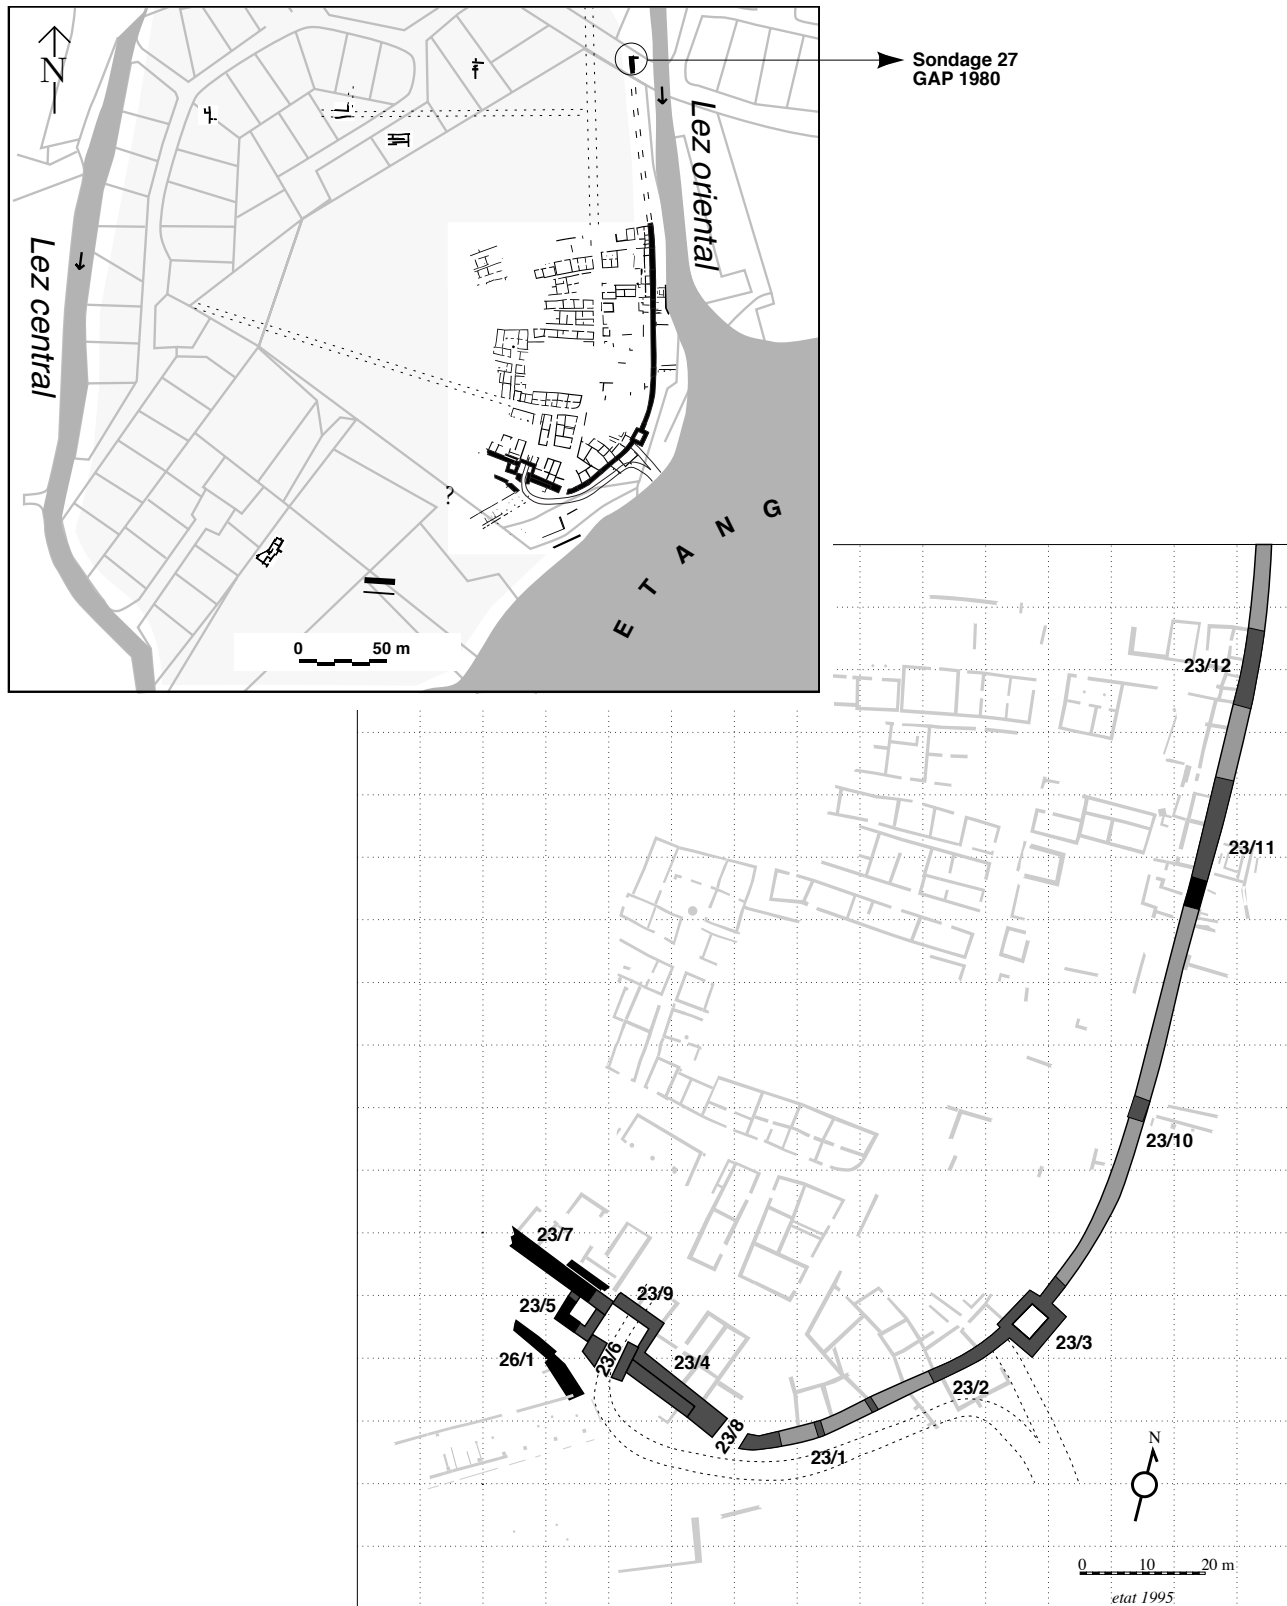 N
Sondage 27
GAP 1980
Lez oriental
Lez central
?
E T A N G
0 50 m
23/12
23/11
23/10
23/7
23/9
23/5
23/3
26/1
23/6
23/4
23/2
23/8
23/1
N
0 10 20 m
etat 1995